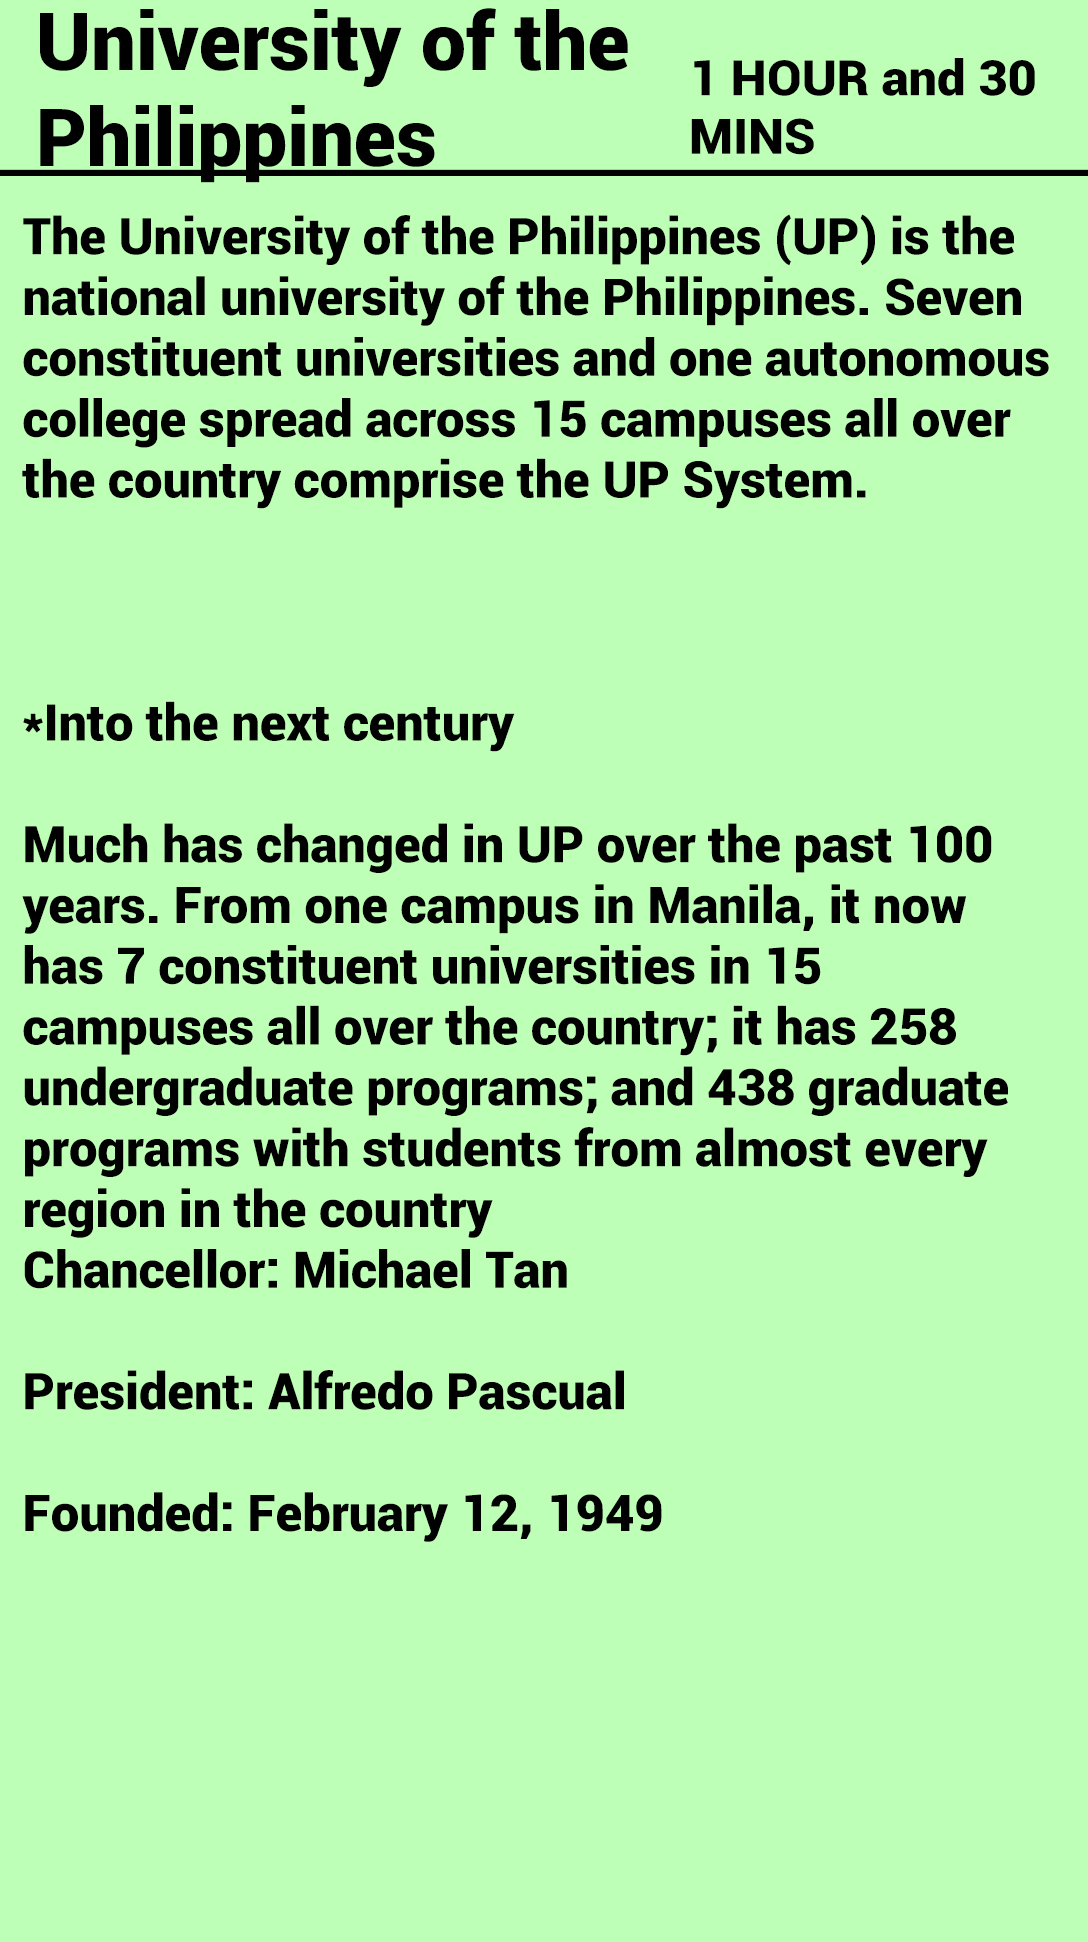 University of the
Philippines
1 HOUR and 30
MINS
The University of the Philippines (UP) is the
national university of the Philippines. Seven
constituent universities and one autonomous
college spread across 15 campuses all over
the country comprise the UP System.
*Into the next century
Much has changed in UP over the past 100
years. From one campus in Manila, it now
has 7 constituent universities in 15
campuses all over the country; it has 258
undergraduate programs; and 438 graduate
programs with students from almost every
region in the country
Chancellor: Michael Tan
President: Alfredo Pascual
Founded: February 12, 1949